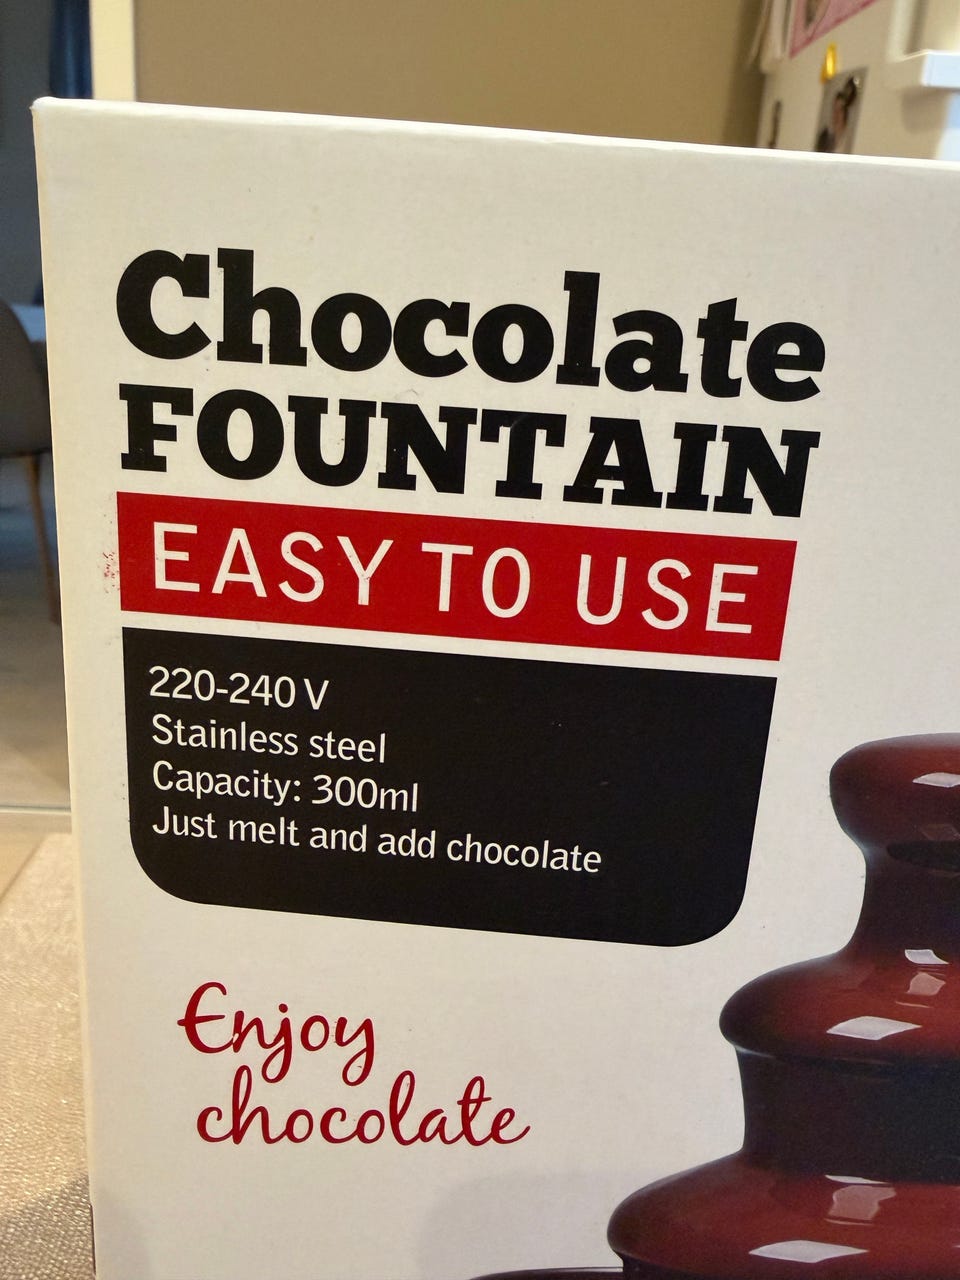 Chocolate
FOUNTAIN
EASY TO USE
220-240 V
Stainless steel
Capacity: 300ml
Just melt and add chocolate
Enjoy
chocolate